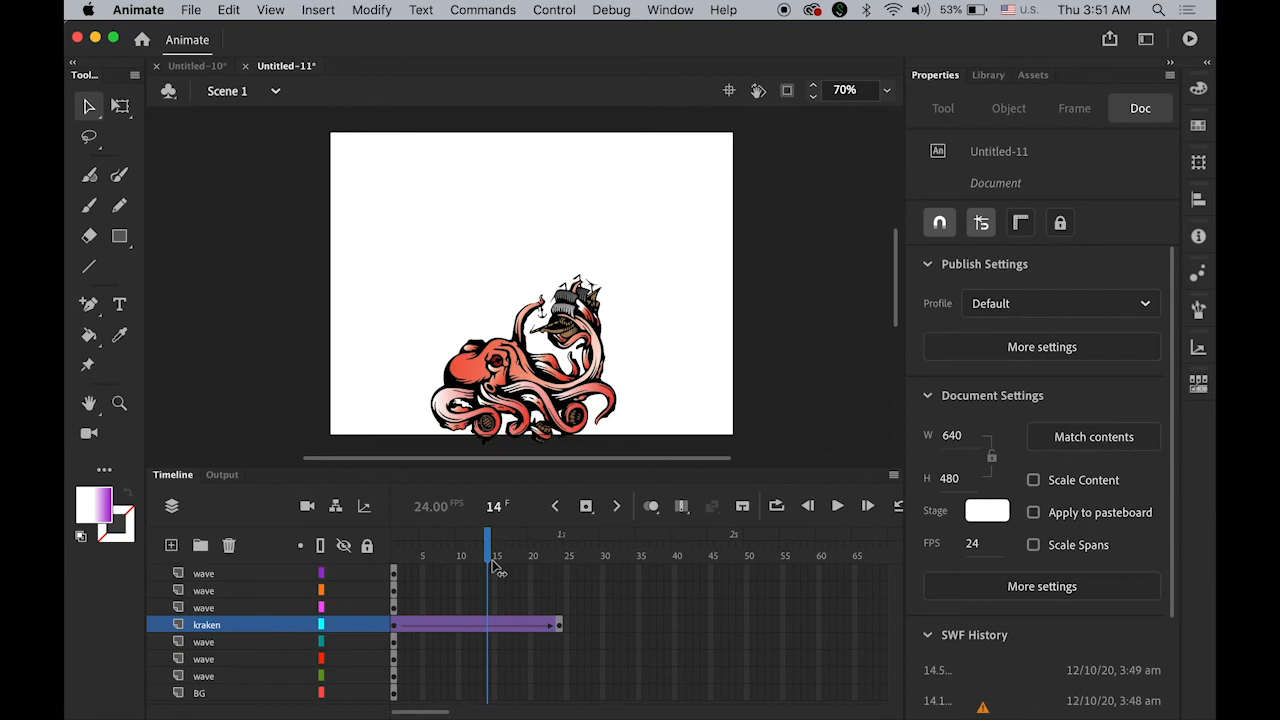 Animate File Edit View Insert Modify Text Commands Control Debug Window Help 53% U.S. Thu 3:51 AM
Animate
Tool... Untitled-10* Untitled-11* Properties Library Assets
Scene 1 70%
Tool Object Frame Doc
An Untitled-11
Document
Publish Settings
Profile Default
More settings
Document Settings
W 640 Match contents
H 480 Scale Content
Stage Apply to pasteboard
FPS 24 Scale Spans
More settings
SWF History
14.5... 12/10/20, 3:49 am
14.1... 12/10/20, 3:48 am
Timeline Output
24.00 FPS 14 F
1s 2s
5 10 15 20 25 30 35 40 45 50 55 60 65
wave
wave
wave
kraken
wave
wave
wave
BG